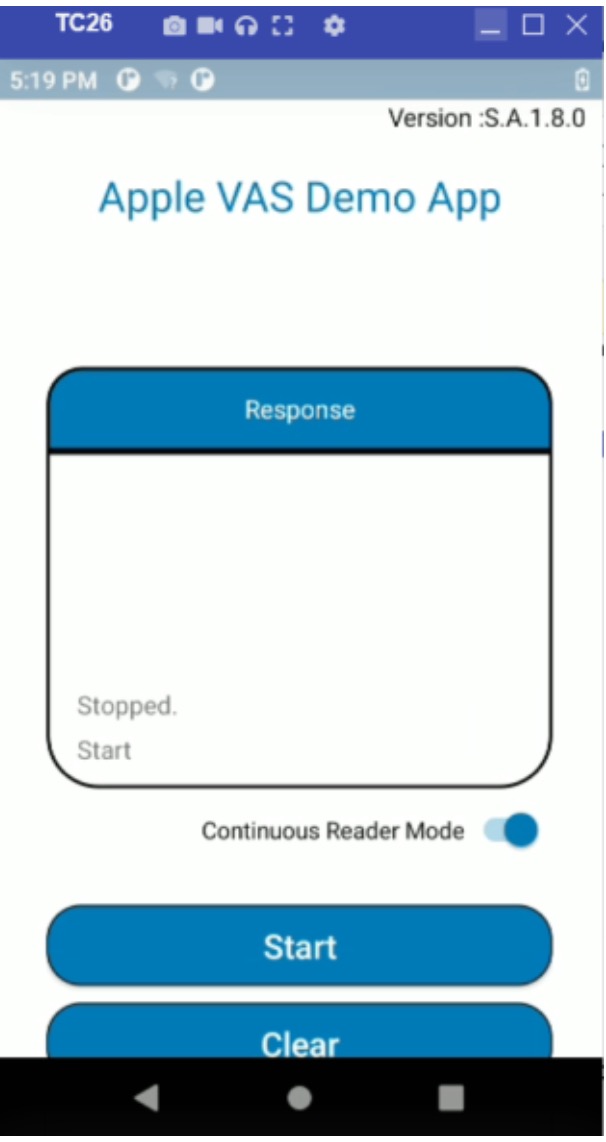 TC26
5:19 PM
Version :S.A.1.8.0
Apple VAS Demo App
Response
Stopped.
Start
Continuous Reader Mode
Start
Clear